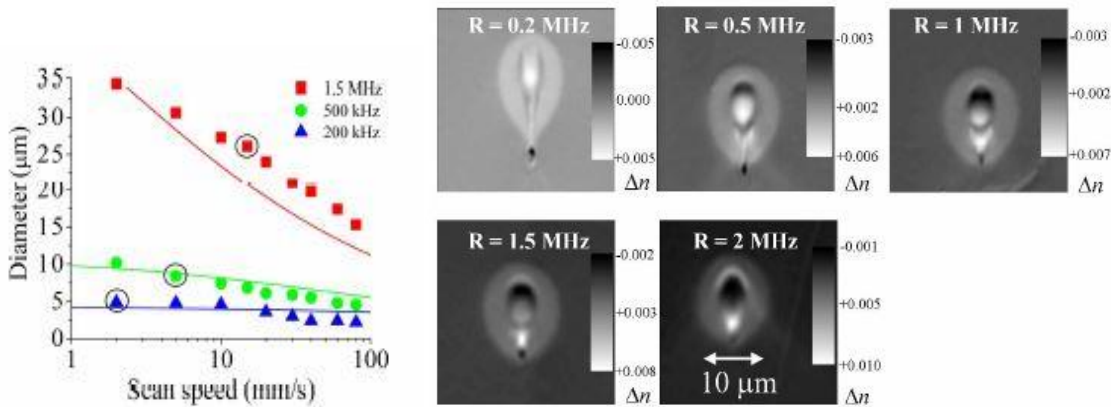 35
30
25
20
15
10
5
0
1
10
100
Diameter (μm)
Scan speed (mm/s)
1.5 MHz
500 kHz
200 kHz
R = 0.2 MHz
-0.005
0.000
+0.005
Δn
R = 0.5 MHz
-0.003
+0.002
+0.006
Δn
R = 1 MHz
-0.003
+0.002
+0.007
Δn
R = 1.5 MHz
-0.002
+0.003
+0.008
Δn
R = 2 MHz
10 μm
-0.001
+0.005
+0.010
Δn